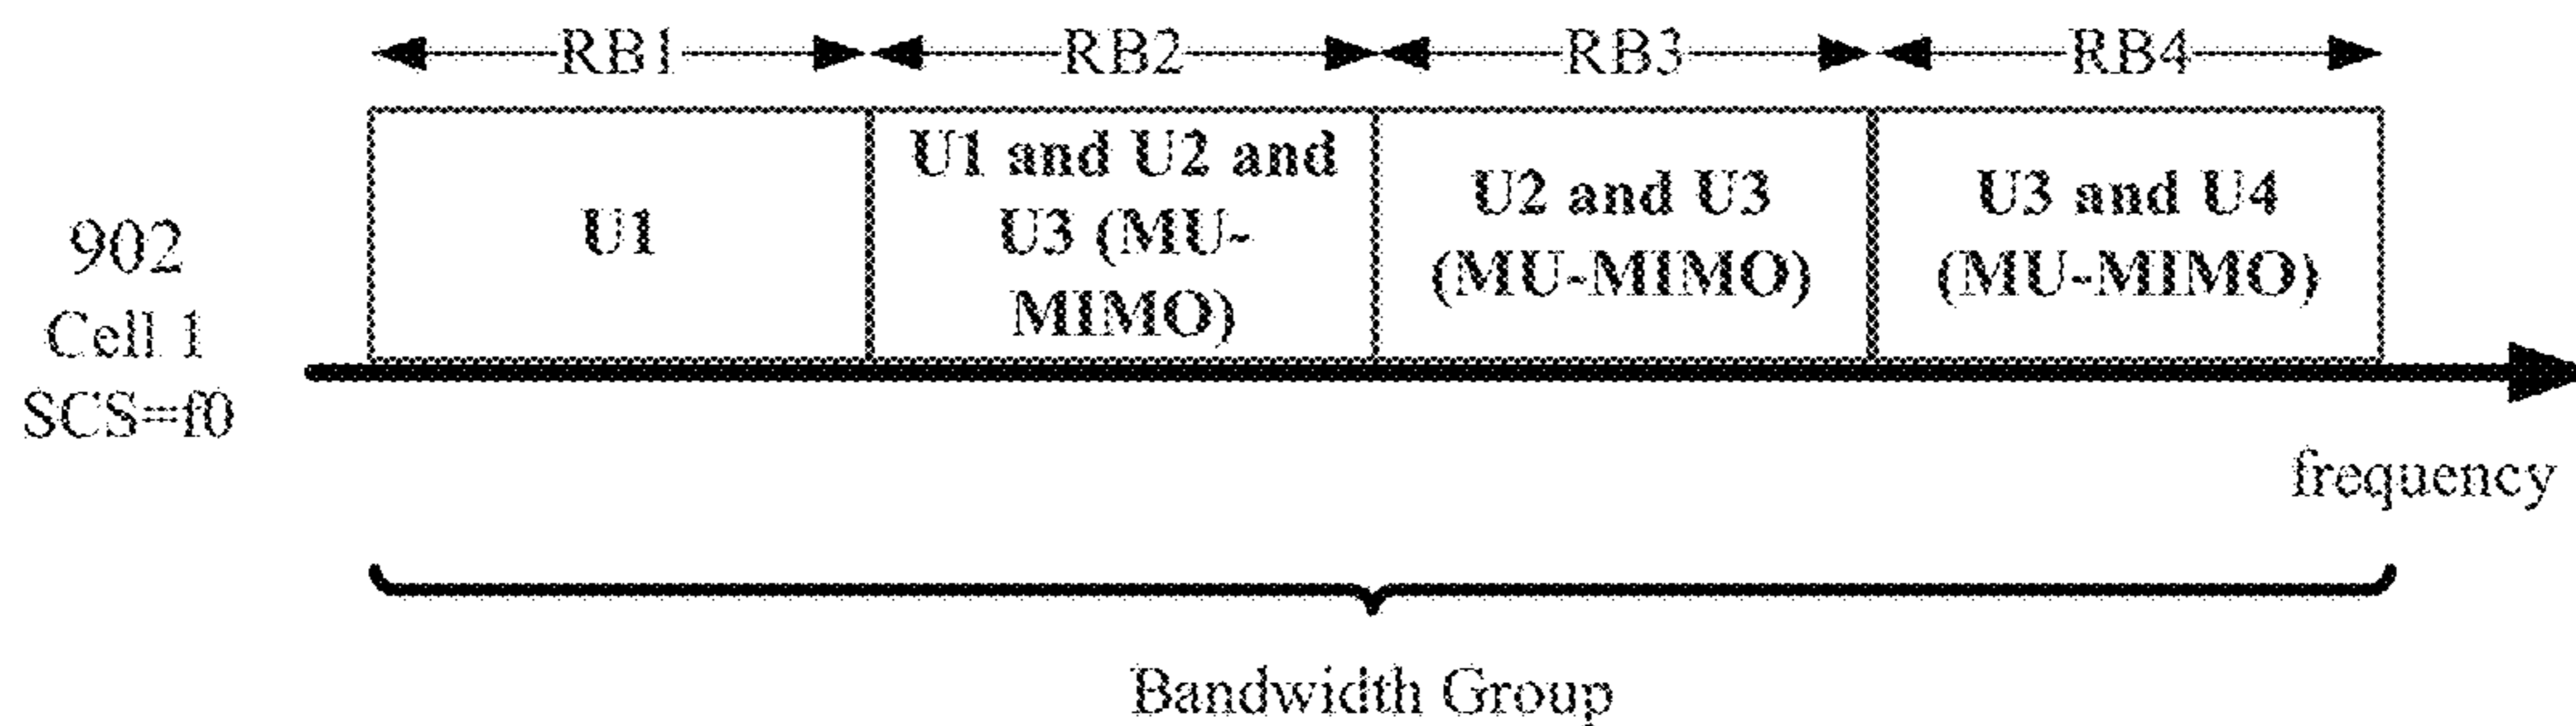 RB1 RB2 RB3 RB4
902
Cell 1
SCS=f0
U1
U1 and U2 and
U3 (MU-
MIMO)
U2 and U3
(MU-MIMO)
U3 and U4
(MU-MIMO)
frequency
Bandwidth Group